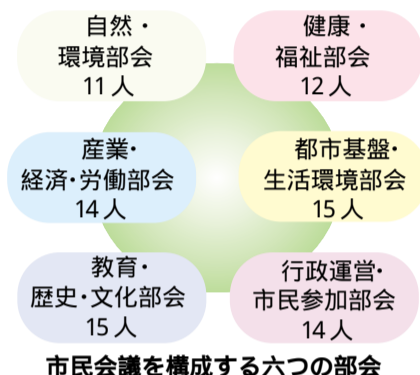 自然・
環境部会
11人
健康・
福祉部会
12人
産業・
経済・労働部会
14人
都市基盤・
生活環境部会
15人
教育・
歴史・文化部会
15人
行政運営・
市民参加部会
14人
市民会議を構成する六つの部会